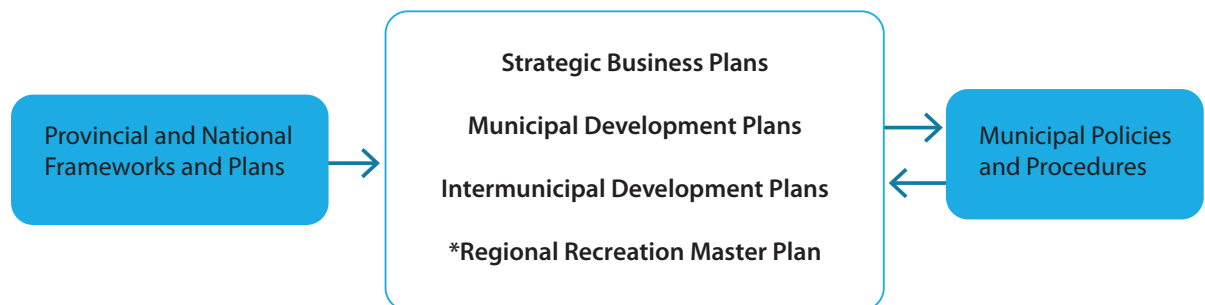 Provincial and National
Frameworks and Plans
Strategic Business Plans
Municipal Development Plans
Intermunicipal Development Plans
*Regional Recreation Master Plan
Municipal Policies
and Procedures